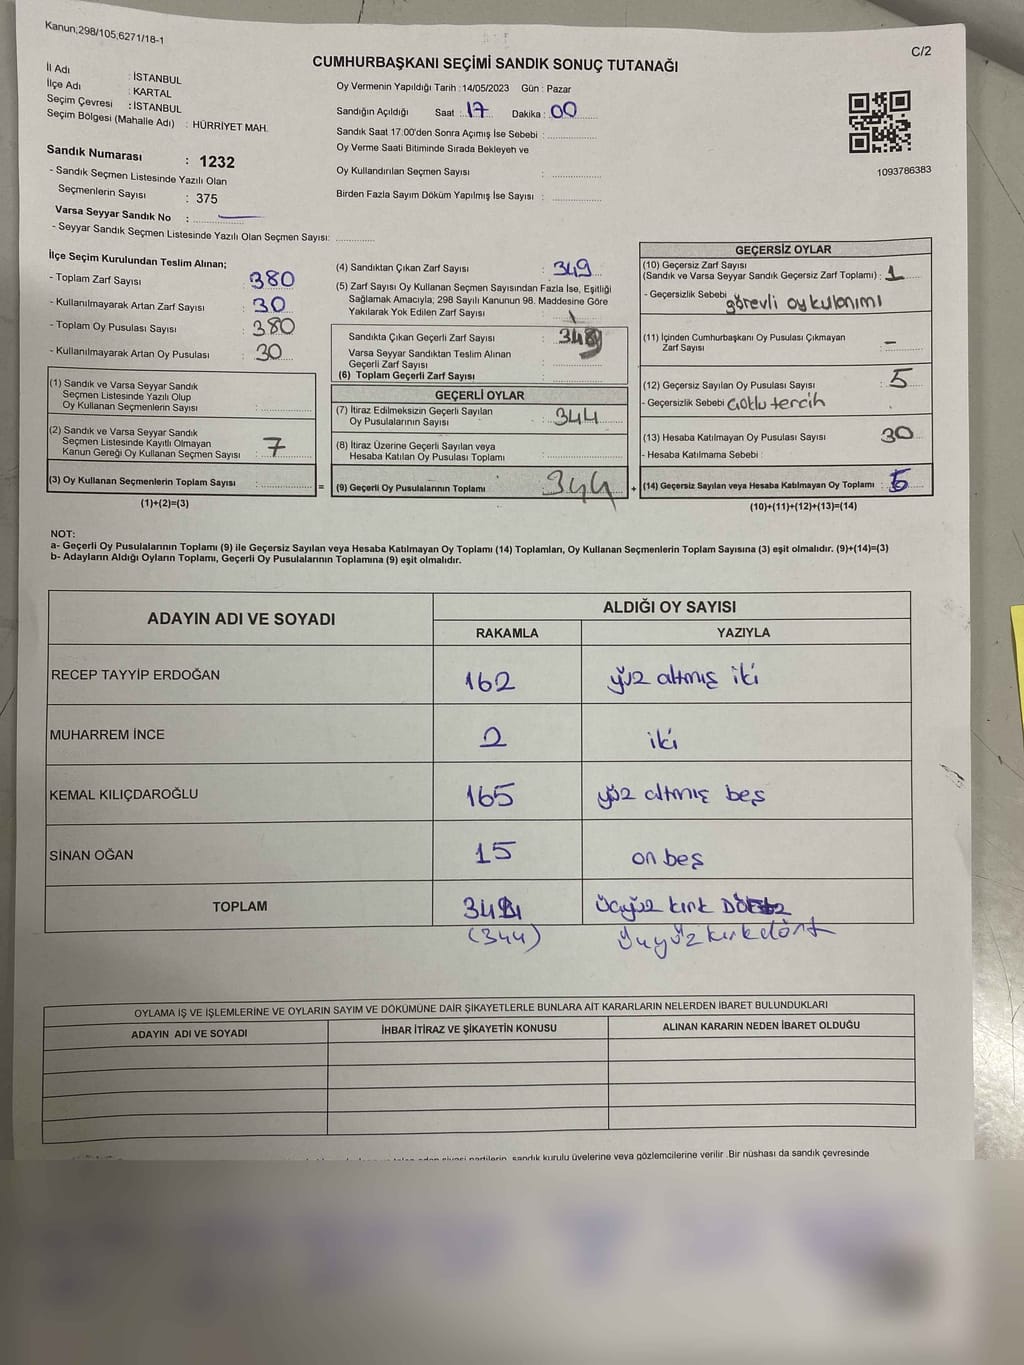 Kanun;298/105,6271/18-1
C/2
CUMHURBAŞKANI SEÇİMİ SANDIK SONUÇ TUTANAĞI
İl Adı : İSTANBUL
İlçe Adı : KARTAL
Seçim Çevresi : İSTANBUL
Seçim Bölgesi (Mahalle Adı) : HÜRRİYET MAH.
Sandık Numarası : 1232
- Sandık Seçmen Listesinde Yazılı Olan
Seçmenlerin Sayısı : 375
Varsa Seyyar Sandık No :
- Seyyar Sandık Seçmen Listesinde Yazılı Olan Seçmen Sayısı:
Oy Vermenin Yapıldığı Tarih : 14/05/2023 Gün : Pazar
Sandığın Açıldığı Saat : 17 Dakika : 00
Sandık Saat 17:00'den Sonra Açımış İse Sebebi :
Oy Verme Saati Bitiminde Sırada Bekleyen ve
Oy Kullandırılan Seçmen Sayısı :
Birden Fazla Sayım Döküm Yapılmış İse Sayısı :
1093786383
İlçe Seçim Kurulundan Teslim Alınan;
- Toplam Zarf Sayısı : 380
- Kullanılmayarak Artan Zarf Sayısı : 30
- Toplam Oy Pusulası Sayısı : 380
- Kullanılmayarak Artan Oy Pusulası : 30
(1) Sandık ve Varsa Seyyar Sandık
Seçmen Listesinde Yazılı Olup
Oy Kullanan Seçmenlerin Sayısı :
(2) Sandık ve Varsa Seyyar Sandık
Seçmen Listesinde Kayıtlı Olmayan
Kanun Gereği Oy Kullanan Seçmen Sayısı : 7
(3) Oy Kullanan Seçmenlerin Toplam Sayısı : =
(1)+(2)=(3)
(4) Sandıktan Çıkan Zarf Sayısı : 349
(5) Zarf Sayısı Oy Kullanan Seçmen Sayısından Fazla İse, Eşitliği
Sağlamak Amacıyla; 298 Sayılı Kanunun 98. Maddesine Göre
Yakılarak Yok Edilen Zarf Sayısı :
Sandıkta Çıkan Geçerli Zarf Sayısı :
Varsa Seyyar Sandıktan Teslim Alınan
Geçerli Zarf Sayısı :
(6) Toplam Geçerli Zarf Sayısı :
GEÇERLİ OYLAR
(7) İtiraz Edilmeksizin Geçerli Sayılan
Oy Pusulasının Sayısı : 344
(8) İtiraz Üzerine Geçerli Sayılan veya
Hesaba Katılan Oy Pusulası Toplamı :
(9) Geçerli Oy Pusulalarının Toplamı : 344 +
GEÇERSİZ OYLAR
(10) Geçersiz Zarf Sayısı
(Sandık ve Varsa Seyyar Sandık Geçersiz Zarf Toplamı) : 1
- Geçersizlik Sebebi görevli oy kulanımı
(11) İçinden Cumhurbaşkanı Oy Pusulası Çıkmayan
Zarf Sayısı : -
(12) Geçersiz Sayılan Oy Pusulası Sayısı : 5
- Geçersizlik Sebebi Çoklu tercih
(13) Hesaba Katılmayan Oy Pusulası Sayısı 30
- Hesaba Katılmama Sebebi :
(14) Geçersiz Sayılan veya Hesaba Katılmayan Oy Toplamı : 5
(10)+(11)+(12)+(13)=(14)
NOT:
a- Geçerli Oy Pusulalarının Toplamı (9) ile Geçersiz Sayılan veya Hesaba Katılmayan Oy Toplamı (14) Toplamları, Oy Kullanan Seçmenlerin Toplam Sayısına (3) eşit olmalıdır. (9)+(14)=(3)
b- Adayların Aldığı Oyların Toplamı, Geçerli Oy Pusulalarının Toplamına (9) eşit olmalıdır.
ADAYIN ADI VE SOYADI
ALDIĞI OY SAYISI
RAKAMLA YAZIYLA
RECEP TAYYİP ERDOĞAN 162 yüz altmış iki
MUHARREM İNCE 2 iki
KEMAL KILIÇDAROĞLU 165 yüz altmış beş
SİNAN OĞAN 15 on beş
TOPLAM üçyüz kırk
(344) üçyüz kırkdört
OYLAMA İŞ VE İŞLEMLERİNE VE OYLARIN SAYIM VE DÖKÜMÜNE DAİR ŞİKAYETLERLE BUNLARA AİT KARARLARIN NELERDEN İBARET BULUNDUKLARI
ADAYIN ADI VE SOYADI İHBAR İTİRAZ VE ŞİKAYETİN KONUSU ALINAN KARARIN NEDEN İBARET OLDUĞU
siyasi partilerin, sandık kurulu üyelerine veya gözlemcilerine verilir .Bir nüshası da sandık çevresinde